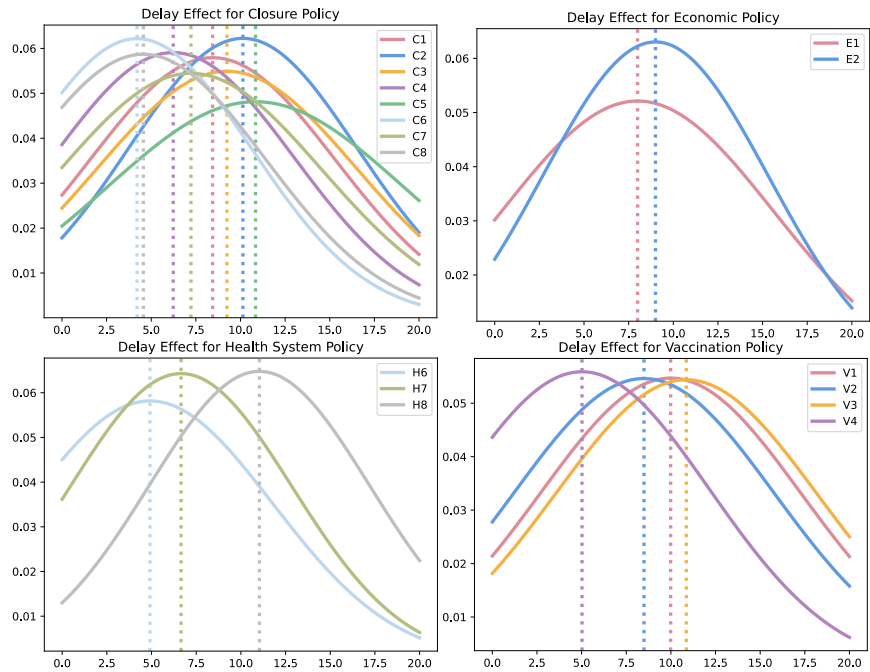 Delay Effect for Closure Policy
0.06
0.05
0.04
0.03
0.02
0.01
C1
C2
C3
C4
C5
C6
C7
C8
0.0 2.5 5.0 7.5 10.0 12.5 15.0 17.5 20.0
Delay Effect for Economic Policy
0.06
0.05
0.04
0.03
0.02
E1
E2
0.0 2.5 5.0 7.5 10.0 12.5 15.0 17.5 20.0
Delay Effect for Health System Policy
0.06
0.05
0.04
0.03
0.02
0.01
H6
H7
H8
0.0 2.5 5.0 7.5 10.0 12.5 15.0 17.5 20.0
Delay Effect for Vaccination Policy
0.05
0.04
0.03
0.02
0.01
V1
V2
V3
V4
0.0 2.5 5.0 7.5 10.0 12.5 15.0 17.5 20.0